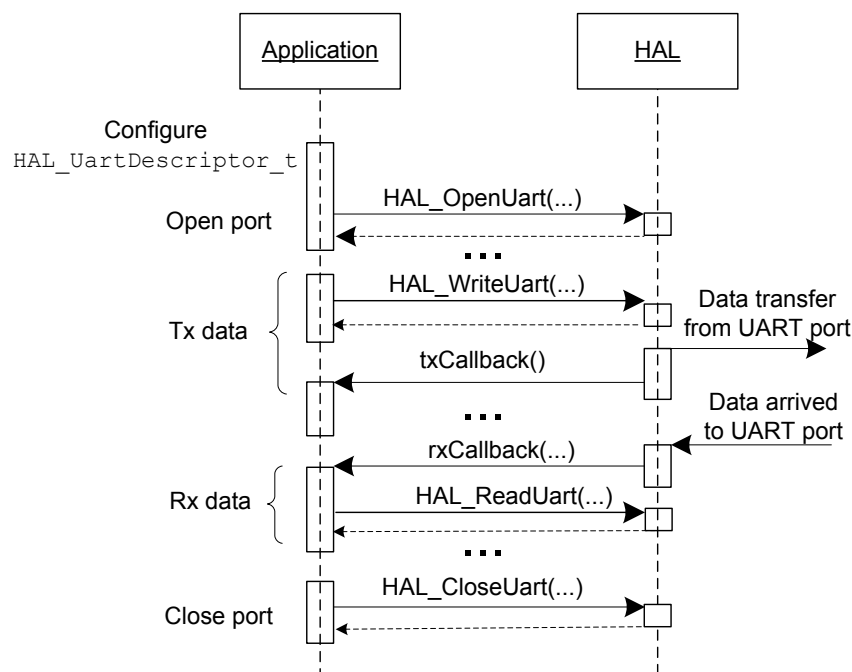 Application
HAL
Configure
HAL_UartDescriptor_t
HAL_OpenUart(...)
Open port
...
HAL_WriteUart(...)
Data transfer
from UART port
Tx data
txCallback()
...
Data arrived
to UART port
rxCallback(...)
Rx data
HAL_ReadUart(...)
...
HAL_CloseUart(...)
Close port